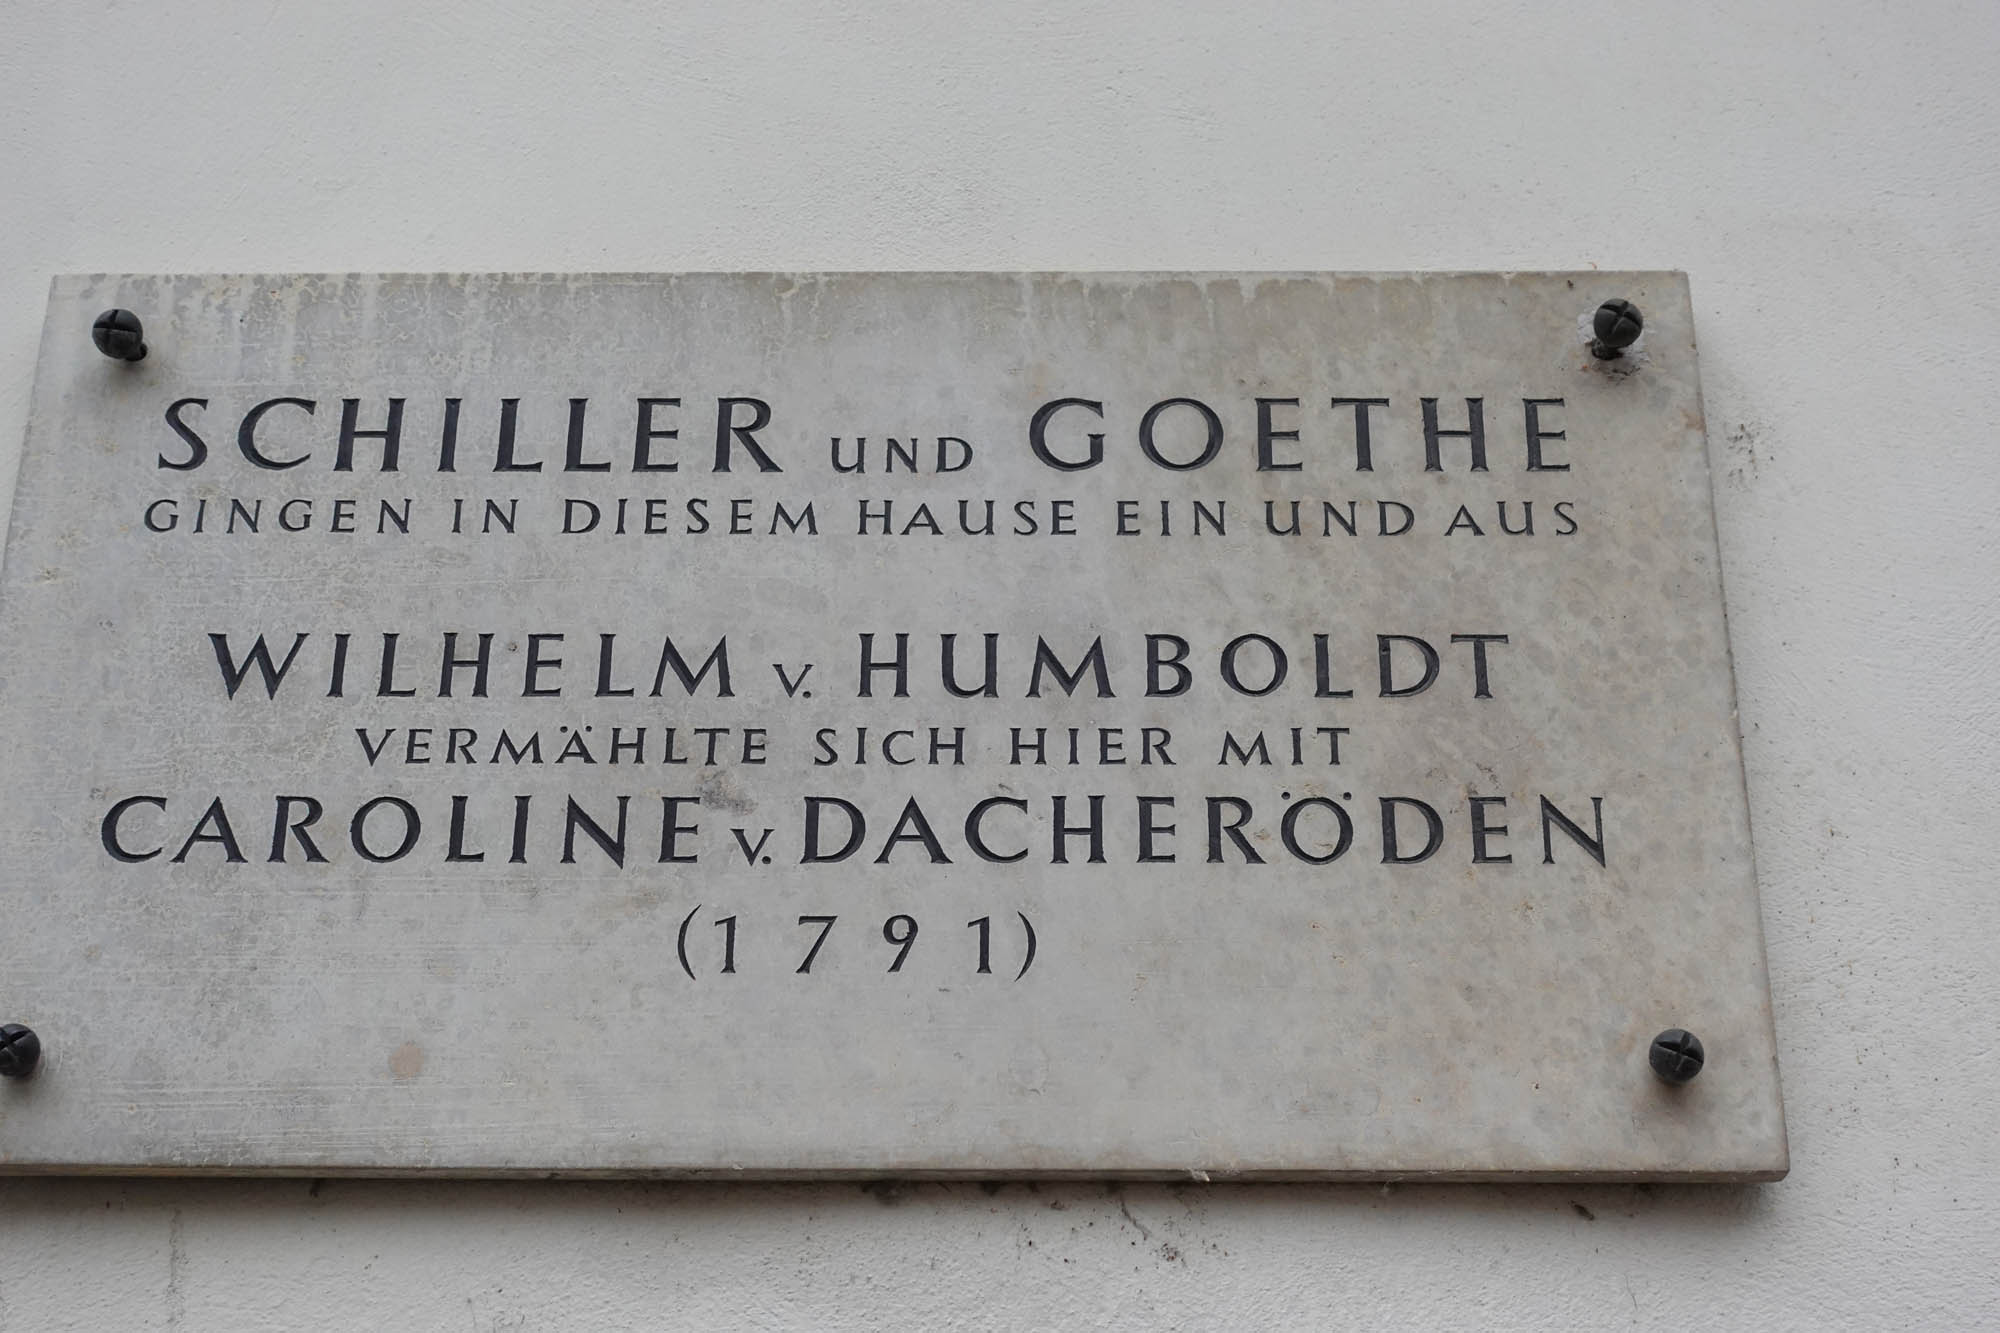 SCHILLER UND GOETHE
GINGEN IN DIESEM HAUSE EIN UND AUS
WILHELM V. HUMBOLDT
VERMÄHLTE SICH HIER MIT
CAROLINE V. DACHERÖDEN
(1791)